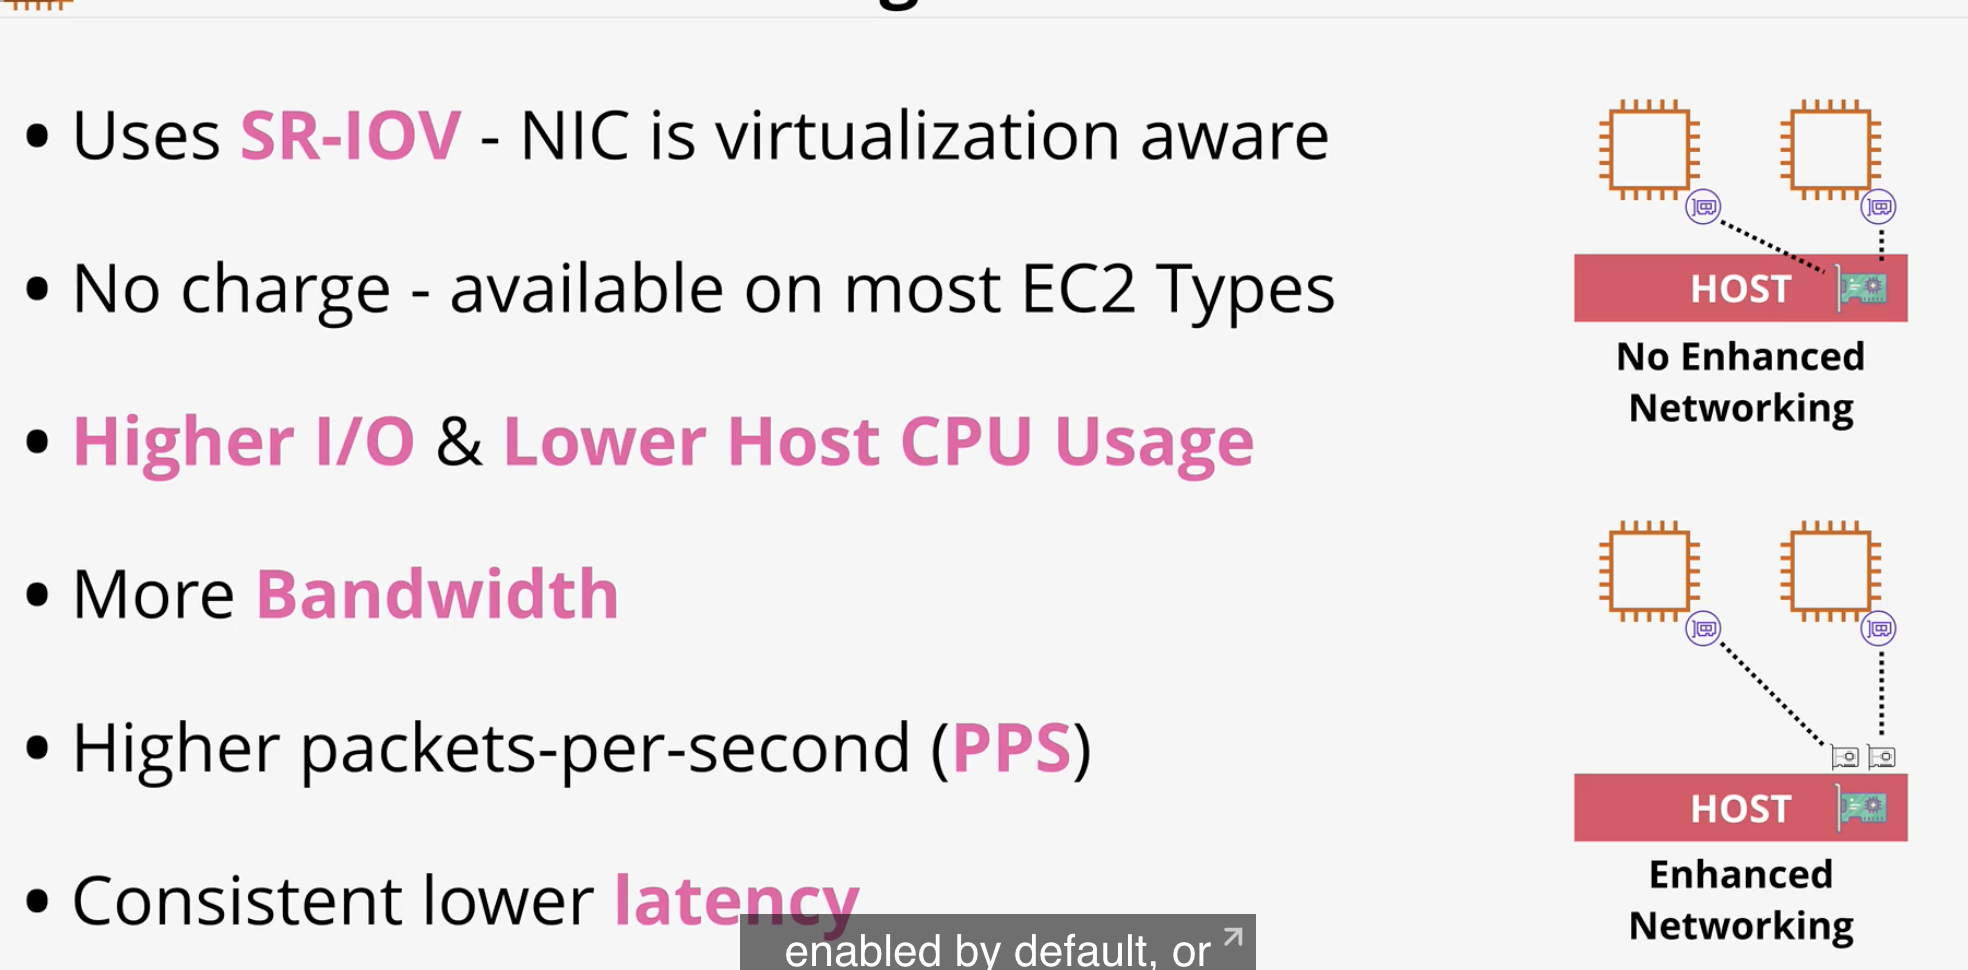 • Uses SR-IOV - NIC is virtualization aware
• No charge - available on most EC2 Types
• Higher I/O & Lower Host CPU Usage
• More Bandwidth
• Higher packets-per-second (PPS)
• Consistent lower latency
HOST
No Enhanced
Networking
HOST
Enhanced
Networking
enabled by default, or